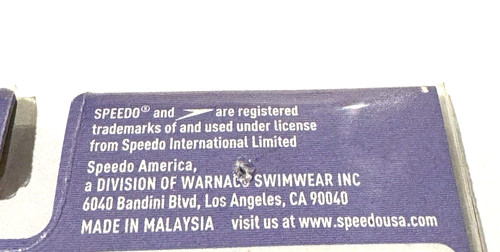 SPEEDO® and are registered
trademarks of and used under license
from Speedo International Limited
Speedo America,
a DIVISION OF WARNACO SWIMWEAR INC
6040 Bandini Blvd, Los Angeles, CA 90040
MADE IN MALAYSIA visit us at www.speedousa.com